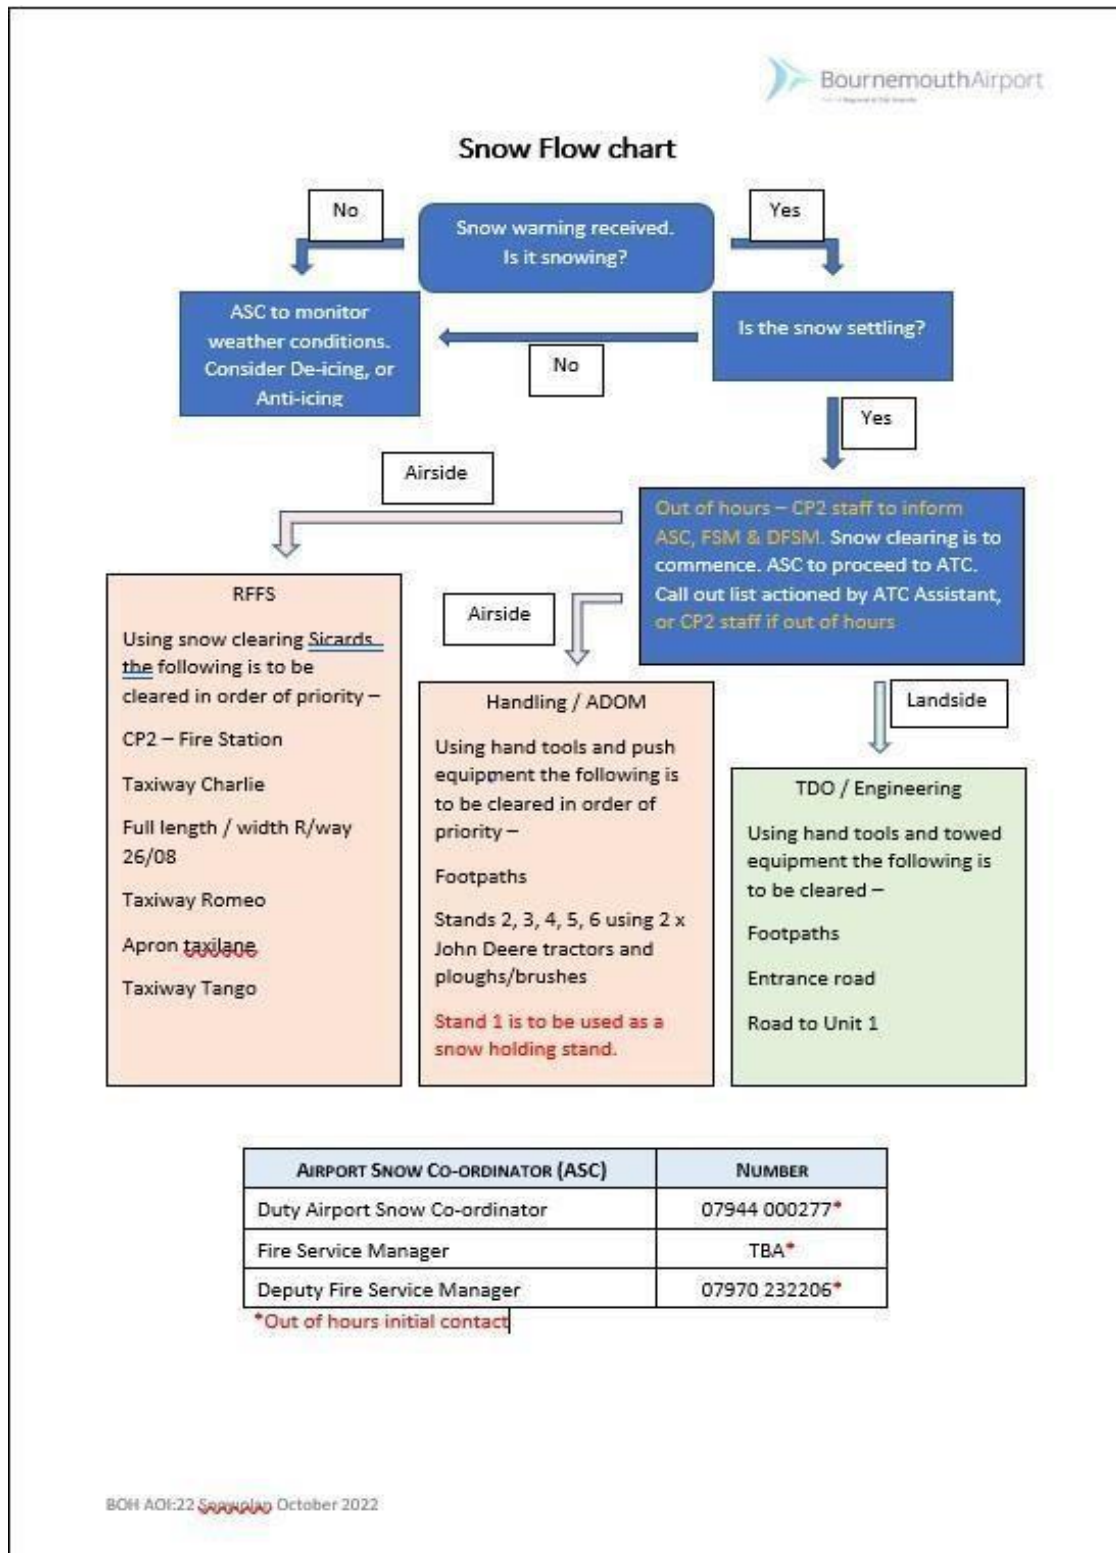 BournemouthAirport
Snow Flow chart
No
Snow warning received.
Is it snowing?
Yes
ASC to monitor
weather conditions.
Consider De-icing, or
Anti-icing
No
Is the snow settling?
Yes
Airside
Out of hours – CP2 staff to inform
ASC, FSM & DFSM. Snow clearing is to
commence. ASC to proceed to ATC.
Call out list actioned by ATC Assistant,
or CP2 staff if out of hours
RFFS
Using snow clearing Sicards
the following is to be
cleared in order of priority –
CP2 – Fire Station
Taxiway Charlie
Full length / width R/way
26/08
Taxiway Romeo
Apron taxilane
Taxiway Tango
Airside
Handling / ADOM
Using hand tools and push
equipment the following is
to be cleared in order of
priority –
Footpaths
Stands 2, 3, 4, 5, 6 using 2 x
John Deere tractors and
ploughs/brushes
Stand 1 is to be used as a
snow holding stand.
Landside
TDO / Engineering
Using hand tools and towed
equipment the following is
to be cleared –
Footpaths
Entrance road
Road to Unit 1
AIRPORT SNOW CO-ORDINATOR (ASC) NUMBER
Duty Airport Snow Co-ordinator 07944 000277*
Fire Service Manager TBA*
Deputy Fire Service Manager 07970 232206*
*Out of hours initial contact
BOH AOI:22 Snowplan October 2022